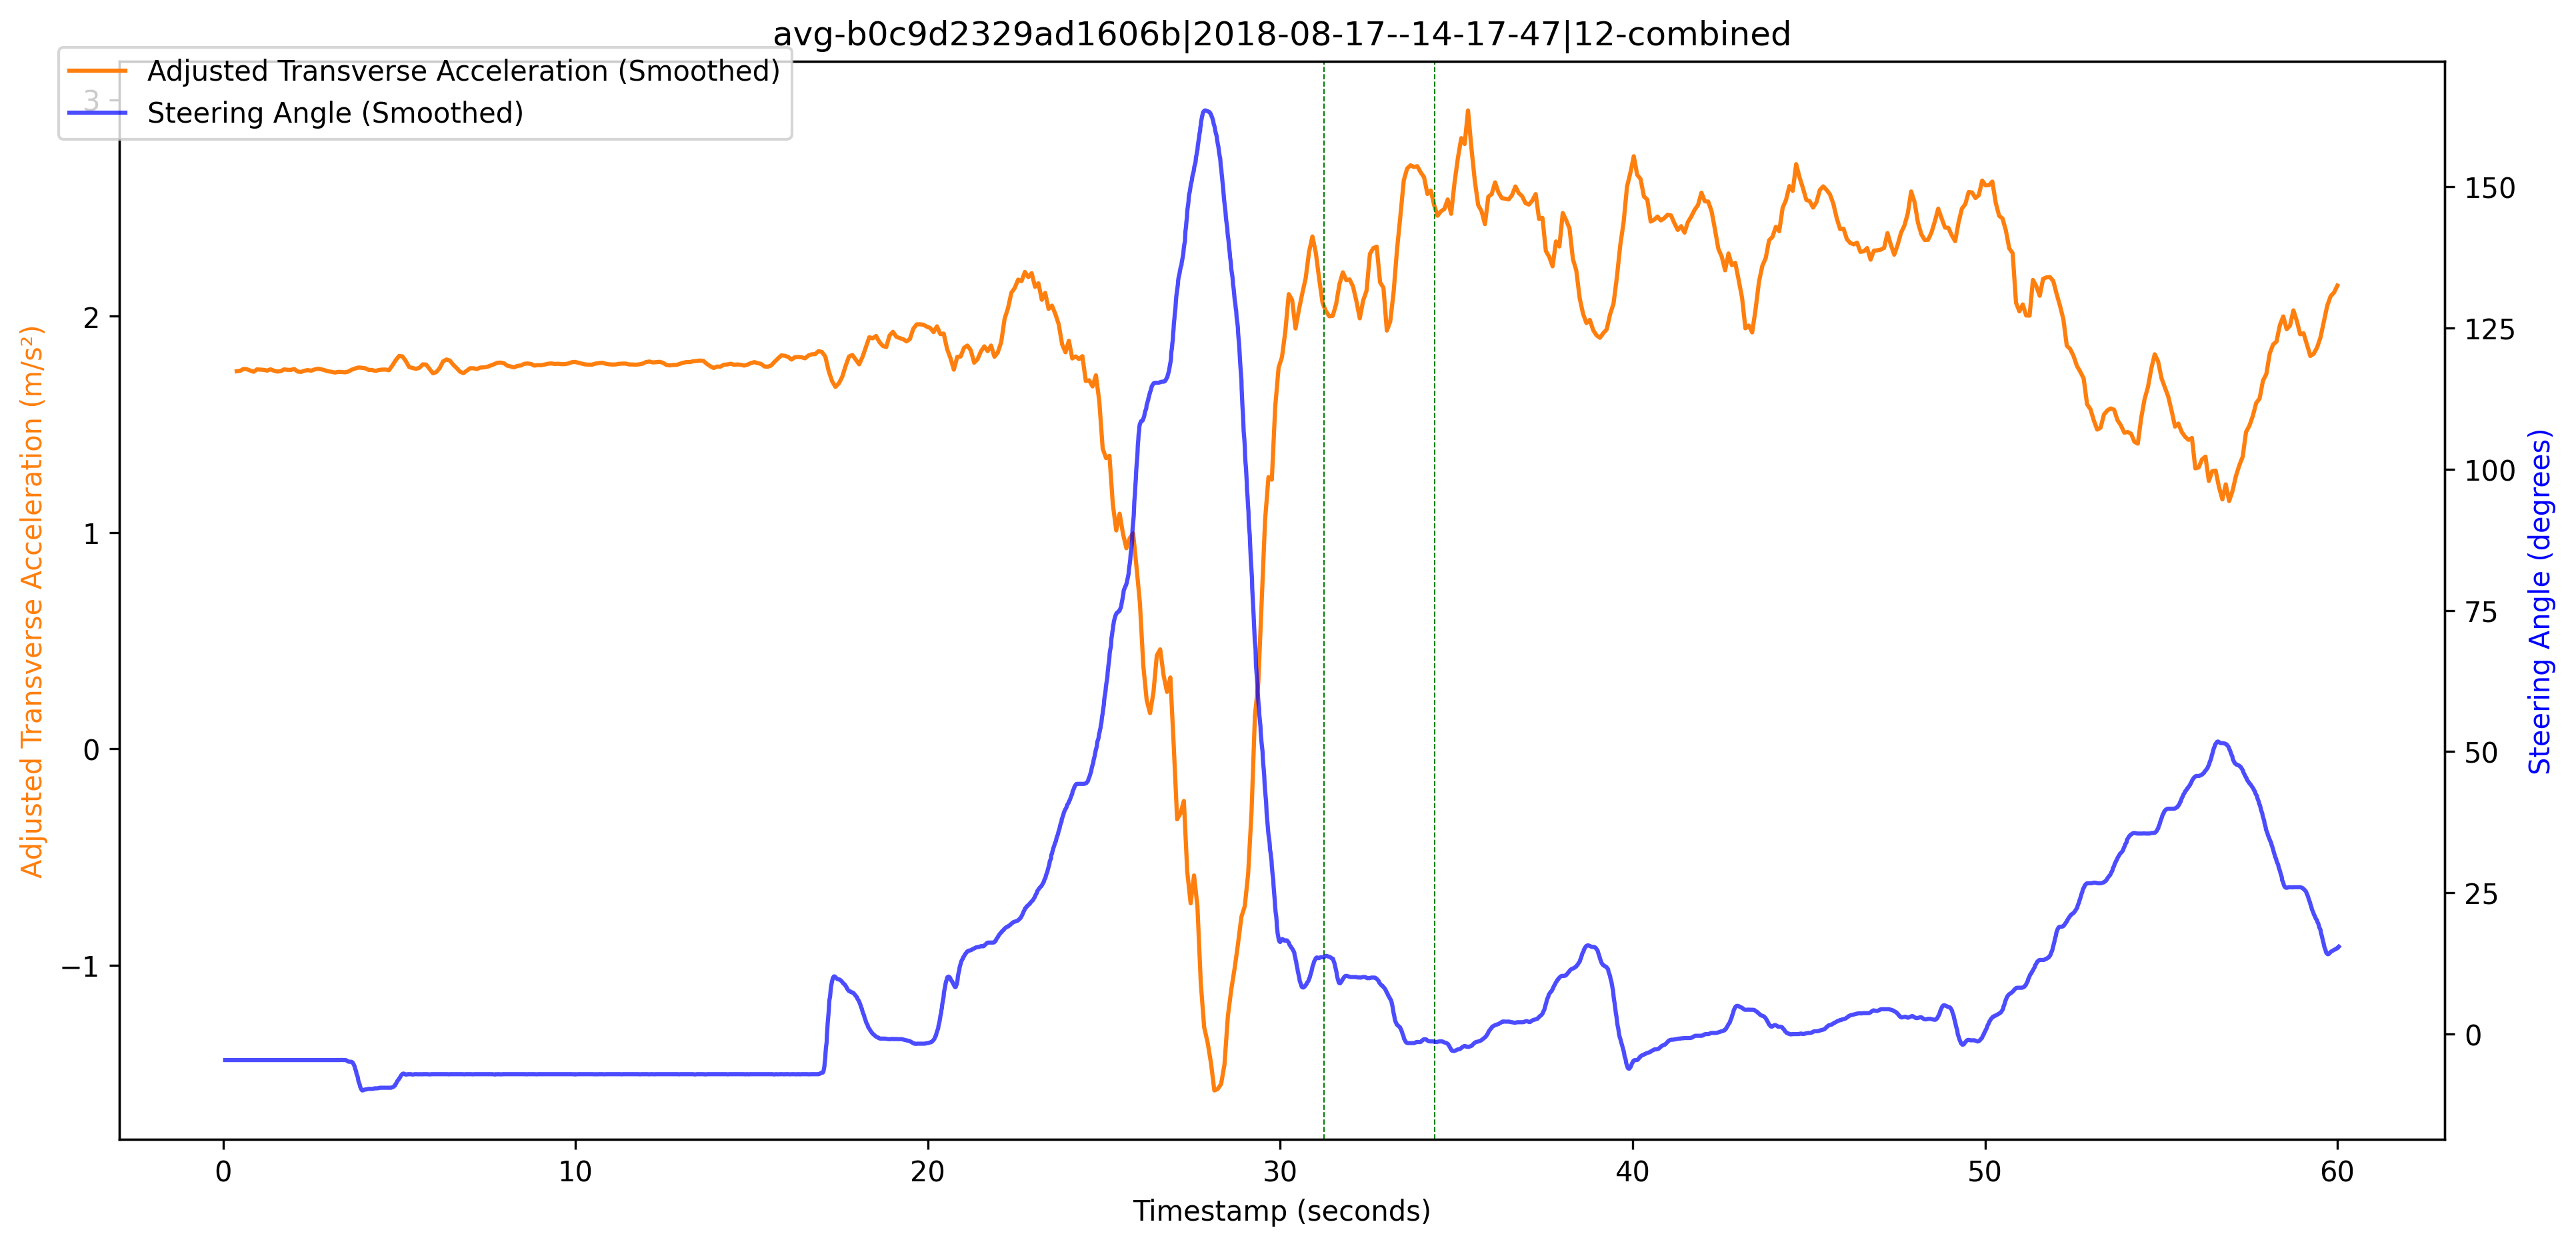 avg-b0c9d2329ad1606b|2018-08-17--14-17-47|12-combined
Adjusted Transverse Acceleration (Smoothed)
Steering Angle (Smoothed)
Adjusted Transverse Acceleration (m/s²)
3
2
1
0
−1
150
125
100
75
50
25
0
Steering Angle (degrees)
0 10 20 30 40 50 60
Timestamp (seconds)